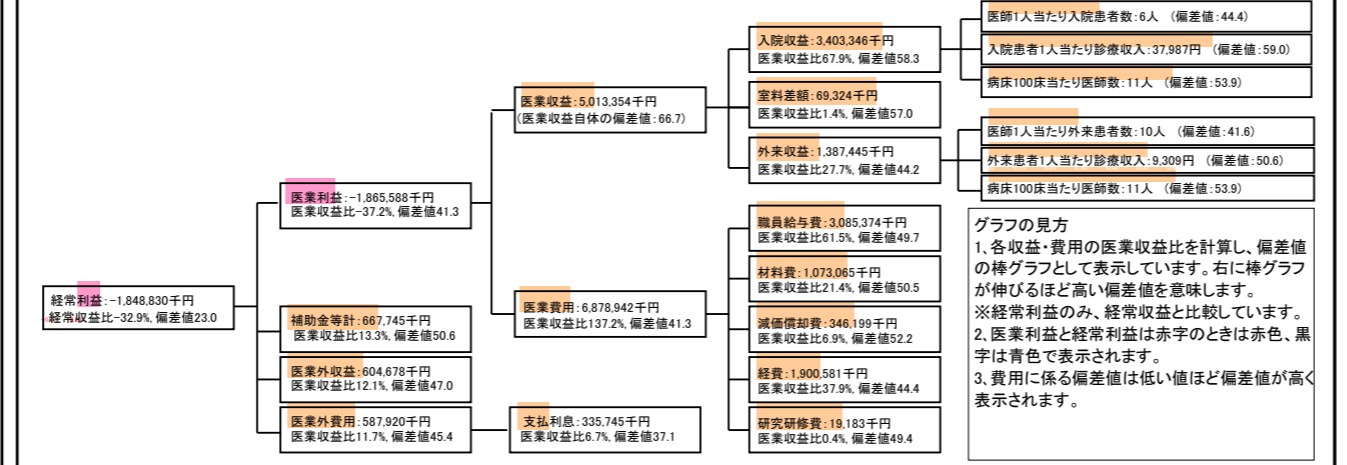 経常利益:-1,848,830千円
経常収益比-32.9%, 偏差値23.0
医業利益:-1,865,588千円
医業収益比-37.2%, 偏差値41.3
補助金等計:667,745千円
医業収益比13.3%, 偏差値50.6
医業外収益:604,678千円
医業収益比12.1%, 偏差値47.0
医業外費用:587,920千円
医業収益比11.7%, 偏差値45.4
医業収益:5,013,354千円
(医業収益自体の偏差値:66.7)
医業費用:6,878,942千円
医業収益比137.2%, 偏差値41.3
支払利息:335,745千円
医業収益比6.7%, 偏差値37.1
入院収益:3,403,346千円
医業収益比67.9%, 偏差値58.3
室料差額:69,324千円
医業収益比1.4%, 偏差値57.0
外来収益:1,387,445千円
医業収益比27.7%, 偏差値44.2
職員給与費:3,085,374千円
医業収益比61.5%, 偏差値49.7
材料費:1,073,065千円
医業収益比21.4%, 偏差値50.5
減価償却費:346,199千円
医業収益比6.9%, 偏差値52.2
経費:1,900,581千円
医業収益比37.9%, 偏差値44.4
研究研修費:19,183千円
医業収益比0.4%, 偏差値49.4
医師1人当たり入院患者数:6人 (偏差値:44.4)
入院患者1人当たり診療収入:37,987円 (偏差値:59.0)
病床100床当たり医師数:11人 (偏差値:53.9)
医師1人当たり外来患者数:10人 (偏差値:41.6)
外来患者1人当たり診療収入:9,309円 (偏差値:50.6)
病床100床当たり医師数:11人 (偏差値:53.9)
グラフの見方
1、各収益・費用の医業収益比を計算し、偏差値
の棒グラフとして表示しています。右に棒グラフ
が伸びるほど高い偏差値を意味します。
※経常利益のみ、経常収益と比較しています。
2、医業利益と経常利益は赤字のときは赤色、黒
字は青色で表示されます。
3、費用に係る偏差値は低い値ほど偏差値が高く
表示されます。